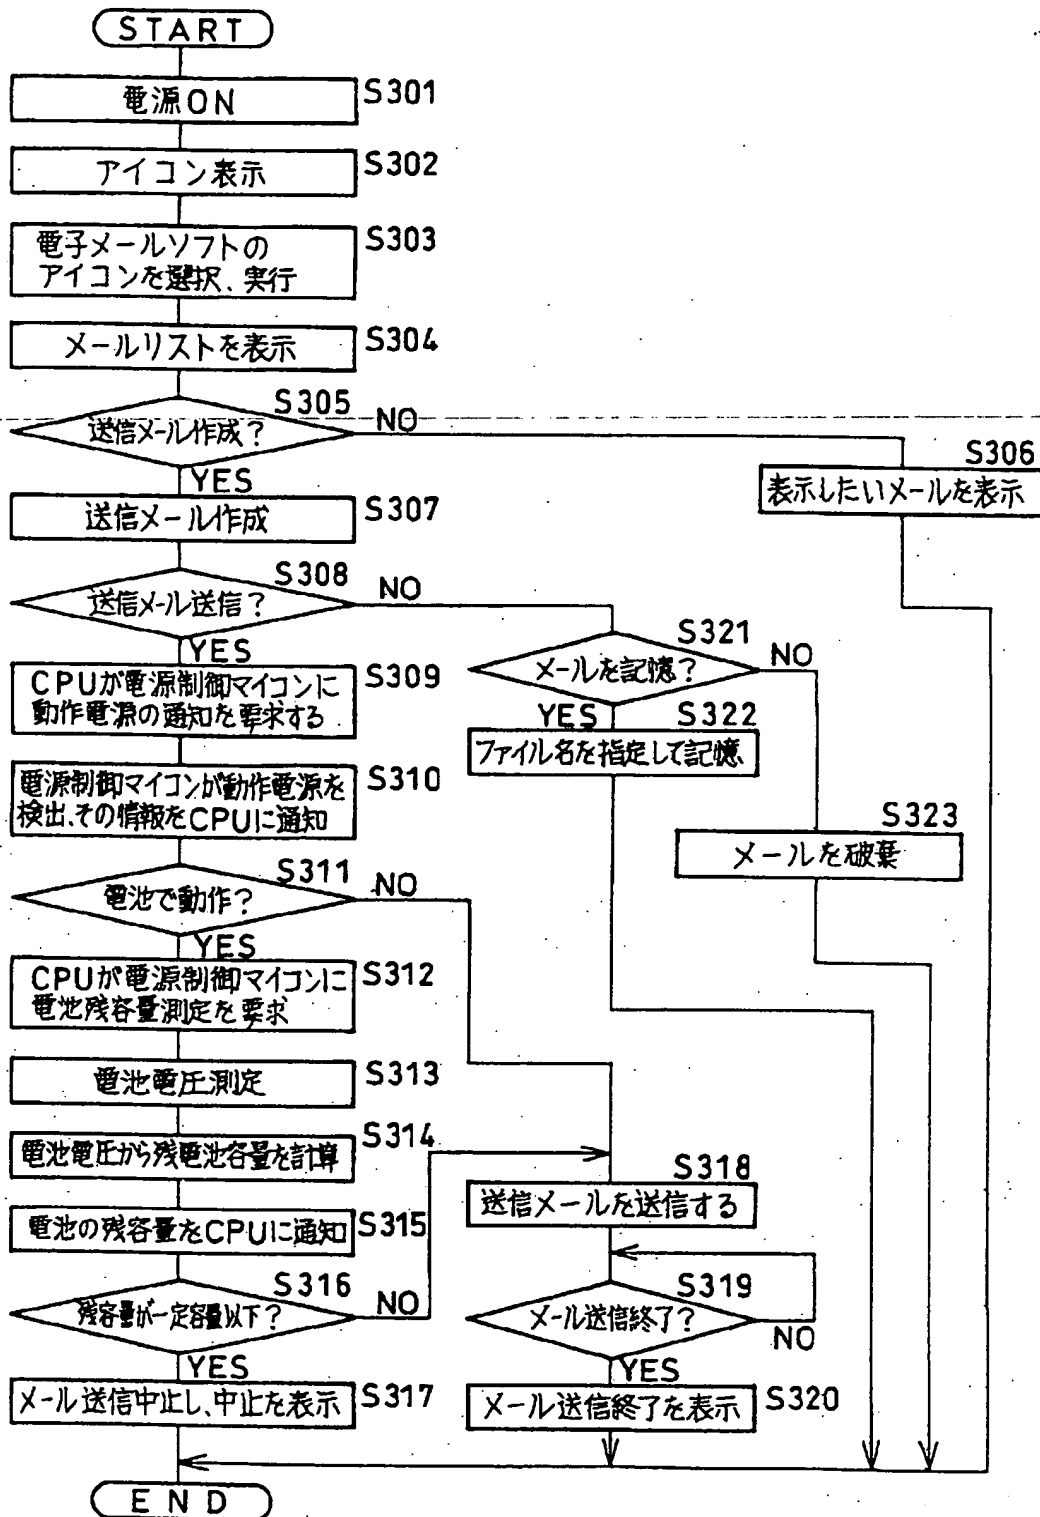 START
電源ON
S301
アイコン表示
S302
電子メールソフトの
アイコンを選択、実行
S303
メールリストを表示
S304
S305
送信メール作成?
NO
YES
S306
表示したいメールを表示
送信メール作成
S307
S308
送信メール送信?
NO
YES
S321
メールを記憶?
NO
YES
S322
ファイル名を指定して記憶
S323
メールを破棄
CPUが電源制御マイコンに
動作電源の通知を要求する
S309
電源制御マイコンが動作電源を
検出、その情報をCPUに通知
S310
S311
電池で動作?
NO
YES
CPUが電源制御マイコンに
電池残容量測定を要求
S312
電池電圧測定
S313
電池電圧から残電池容量を計算
S314
電池の残容量をCPUに通知
S315
S316
残容量が一定容量以下?
NO
YES
メール送信中止し、中止を表示
S317
S318
送信メールを送信する
S319
メール送信終了?
NO
YES
メール送信終了を表示
S320
END